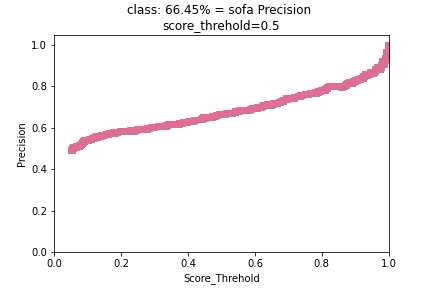 class: 66.45% = sofa Precision
score_threhold=0.5
1.0
0.8
0.6
0.4
0.2
0.0
Precision
0.0 0.2 0.4 0.6 0.8 1.0
Score_Threhold